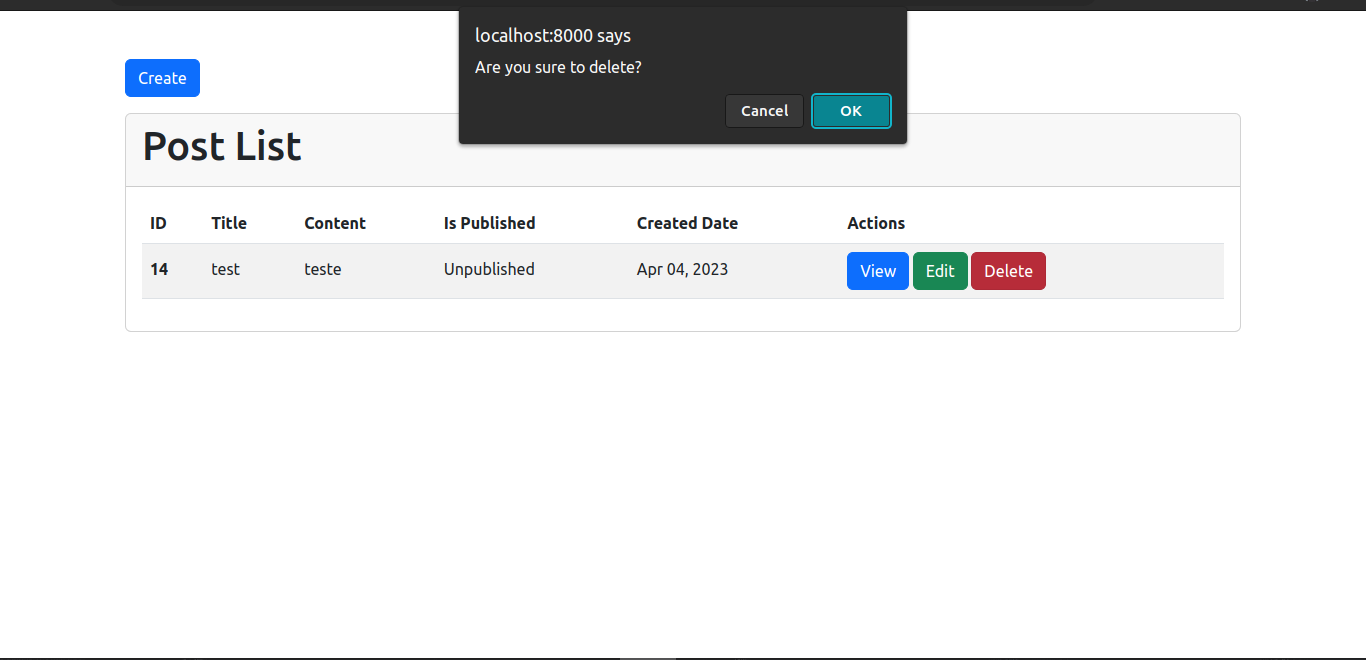 localhost:8000 says
Are you sure to delete?
Cancel OK
Create
Post List
ID Title Content Is Published Created Date Actions
14 test teste Unpublished Apr 04, 2023 View Edit Delete